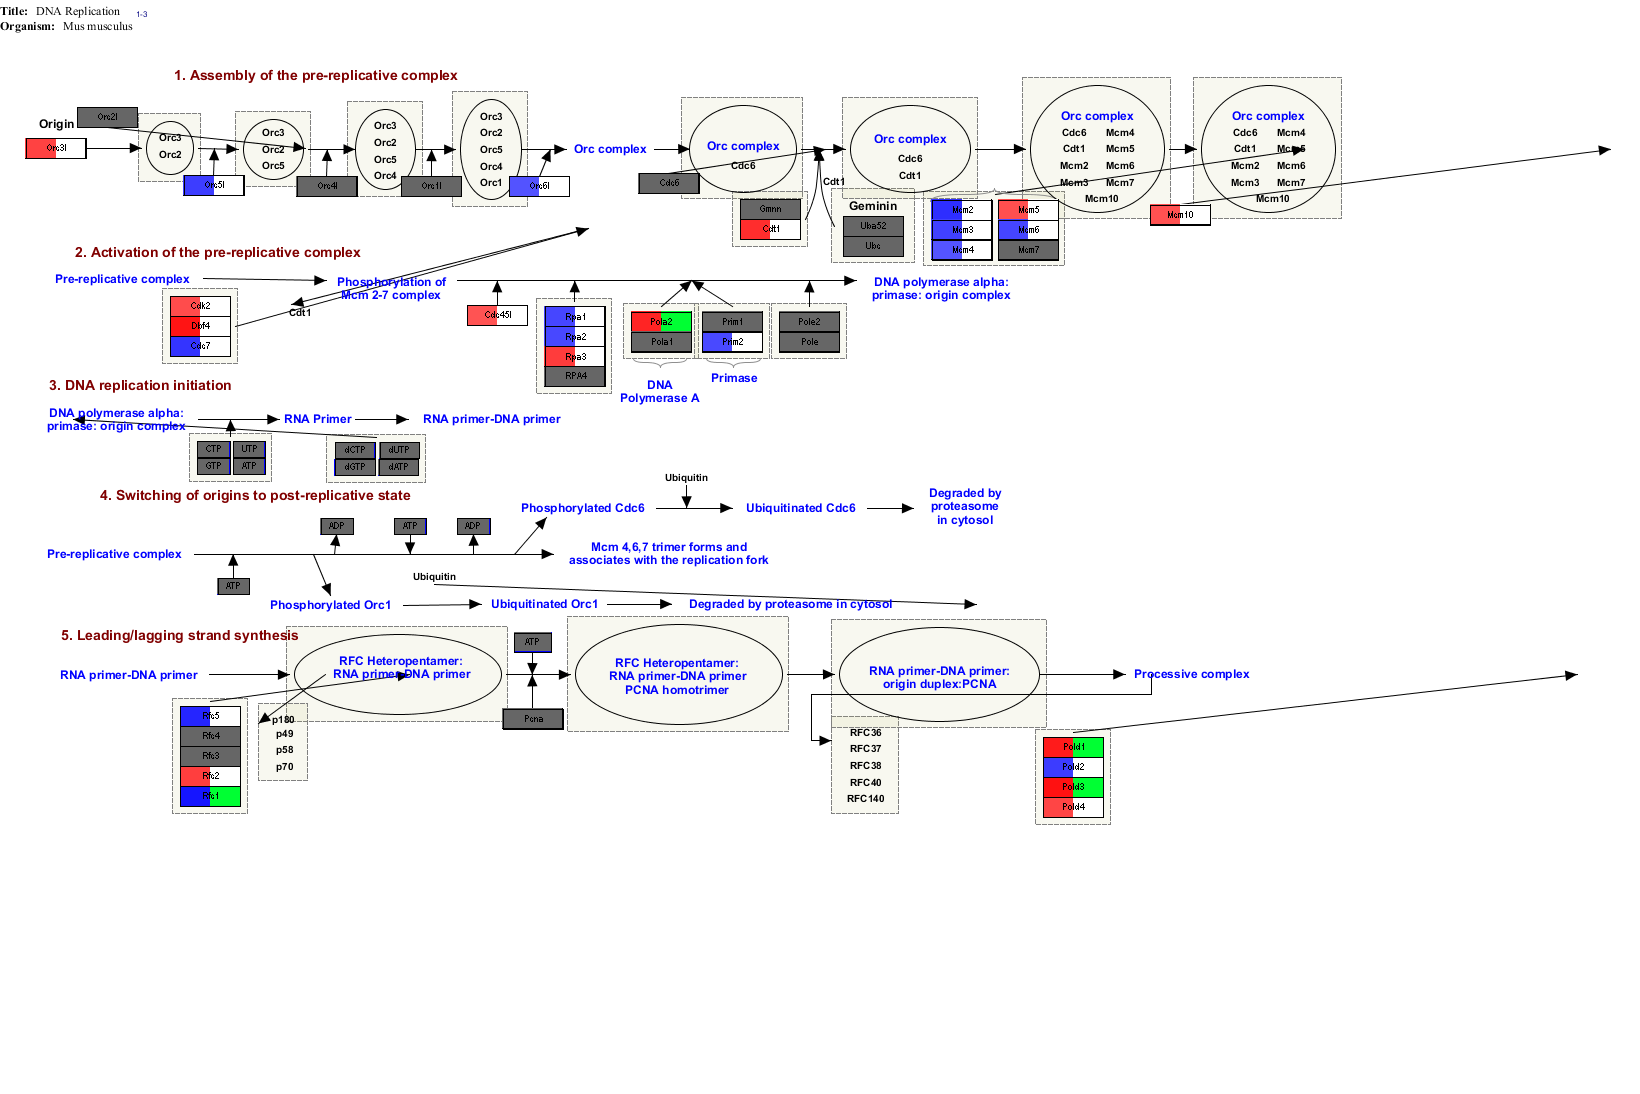 Title: DNA Replication 1-3
Organism: Mus musculus
1. Assembly of the pre-replicative complex
Origin
Orc2l
Orc3l
Orc3
Orc2
Orc5l
Orc3
Orc2
Orc5
Orc4l
Orc3
Orc2
Orc5
Orc4
Orc1l
Orc3
Orc2
Orc5
Orc4
Orc1
Orc6l
Orc complex
Cdc6
Orc complex
Cdc6
Gmnn
Cdt1
Cdt1
Geminin
Uba52
Ubc
Orc complex
Cdc6
Cdt1
Mcm2 Mcm5
Mcm3 Mcm6
Mcm4 Mcm7
Orc complex
Cdc6 Mcm4
Cdt1 Mcm5
Mcm2 Mcm6
Mcm3 Mcm7
Mcm10
Mcm10
Orc complex
Cdc6 Mcm4
Cdt1 Mcm5
Mcm2 Mcm6
Mcm3 Mcm7
Mcm10
2. Activation of the pre-replicative complex
Pre-replicative complex
Phosphorylation of
Mcm 2-7 complex
Cdt1
Cdk2
Dbf4
Cdc7
Cdc45l
Rpa1
Rpa2
Rpa3
RPA4
Pola2
Pola1
DNA
Polymerase A
Prim1
Prim2
Primase
Pole2
Pole
DNA polymerase alpha:
primase: origin complex
3. DNA replication initiation
DNA polymerase alpha:
primase: origin complex
RNA Primer
RNA primer-DNA primer
CTP UTP
GTP ATP
dCTP dUTP
dGTP dATP
4. Switching of origins to post-replicative state
Ubiquitin
Phosphorylated Cdc6
Ubiquitinated Cdc6
Degraded by
proteasome
in cytosol
ADP
ATP
ADP
Pre-replicative complex
Mcm 4,6,7 trimer forms and
associates with the replication fork
ATP
Ubiquitin
Phosphorylated Orc1
Ubiquitinated Orc1
Degraded by proteasome in cytosol
5. Leading/lagging strand synthesis
RNA primer-DNA primer
RFC Heteropentamer:
RNA primer-DNA primer
ATP
Pcna
RFC Heteropentamer:
RNA primer-DNA primer
PCNA homotrimer
RNA primer-DNA primer:
origin duplex:PCNA
Processive complex
Rfc5
Rfc4
Rfc3
Rfc2
Rfc1
p180
p49
p58
p70
RFC36
RFC37
RFC38
RFC40
RFC140
Pold1
Pold2
Pold3
Pold4